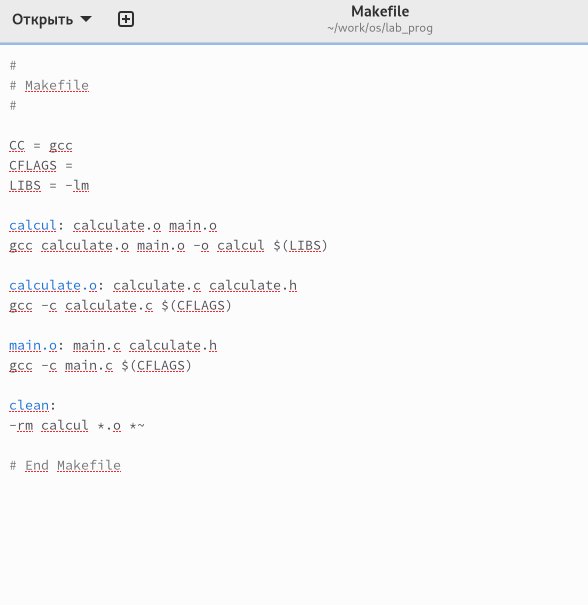 Открыть
Makefile
~/work/os/lab_prog
#
# Makefile
#
CC = gcc
CFLAGS =
LIBS = -lm
calcul: calculate.o main.o
gcc calculate.o main.o -o calcul $(LIBS)
calculate.o: calculate.c calculate.h
gcc -c calculate.c $(CFLAGS)
main.o: main.c calculate.h
gcc -c main.c $(CFLAGS)
clean:
-rm calcul *.o *~
# End Makefile